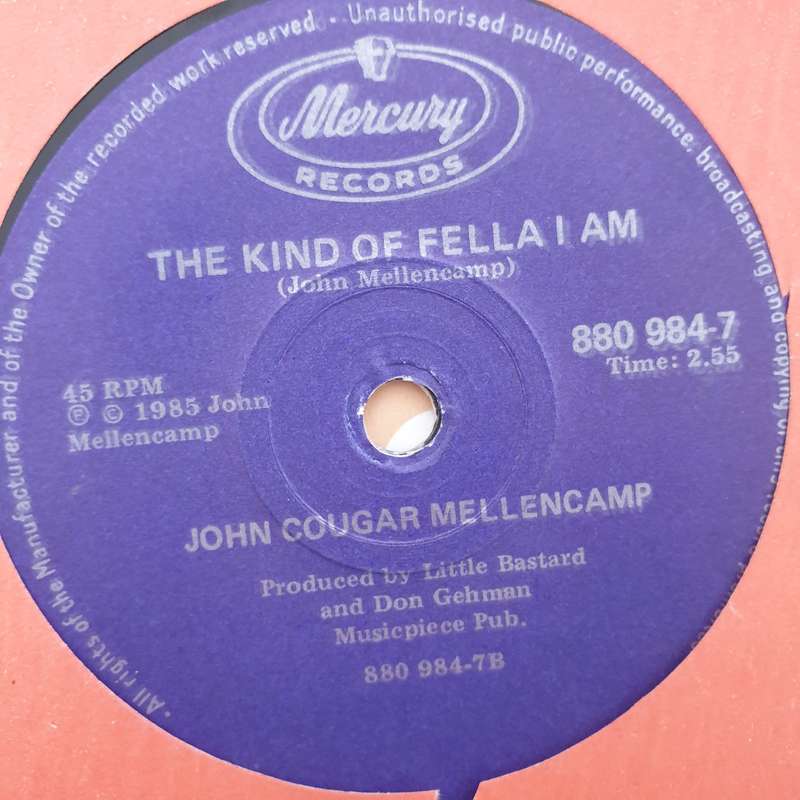 All rights of the Manufacturer and of the Owner of the recorded work reserved - Unauthorised public performance, broadcasting and copying of
Mercury
RECORDS
THE KIND OF FELLA I AM
(John Mellencamp)
880 984-7
Time: 2.55
45 RPM
Ⓟ © 1985 John
Mellencamp
JOHN COUGAR MELLENCAMP
Produced by Little Bastard
and Don Gehman
Musicpiece Pub.
880 984-7B